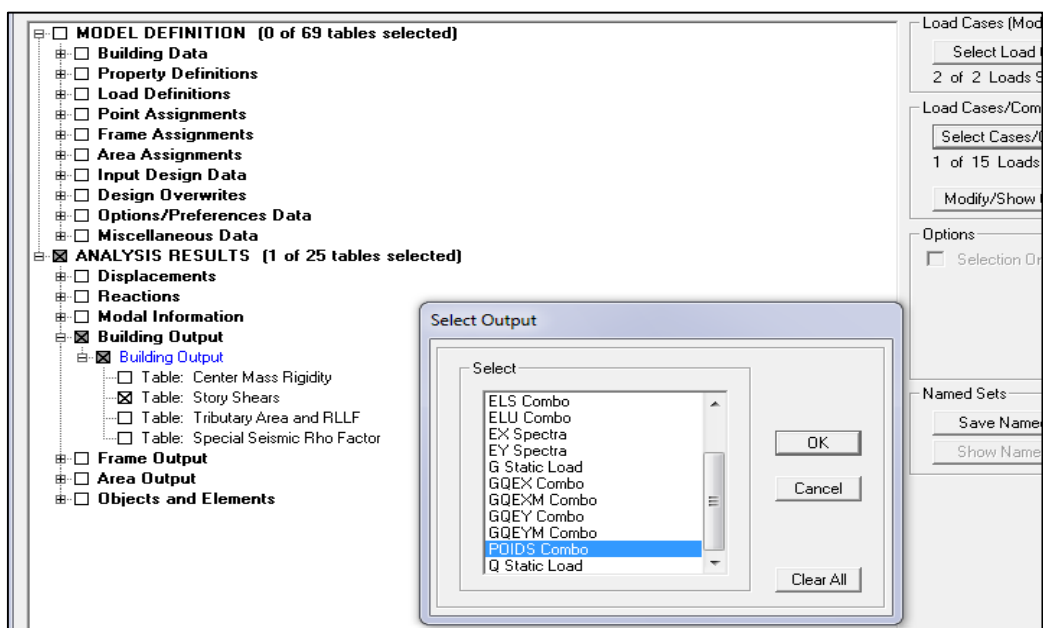 MODEL DEFINITION (0 of 69 tables selected)
Building Data
Property Definitions
Load Definitions
Point Assignments
Frame Assignments
Area Assignments
Input Design Data
Design Overwrites
Options/Preferences Data
Miscellaneous Data
ANALYSIS RESULTS (1 of 25 tables selected)
Displacements
Reactions
Modal Information
Building Output
Building Output
Table: Center Mass Rigidity
Table: Story Shears
Table: Tributary Area and RLLF
Table: Special Seismic Rho Factor
Frame Output
Area Output
Objects and Elements
Load Cases (Mod
Select Load
2 of 2 Loads S
Load Cases/Com
Select Cases/
1 of 15 Loads
Modify/Show
Options
Selection On
Named Sets
Save Name
Show Name
Select Output
Select
ELS Combo
ELU Combo
EX Spectra
EY Spectra
G Static Load
GQEX Combo
GQEXM Combo
GQEY Combo
GQEYM Combo
POIDS Combo
Q Static Load
OK
Cancel
Clear All